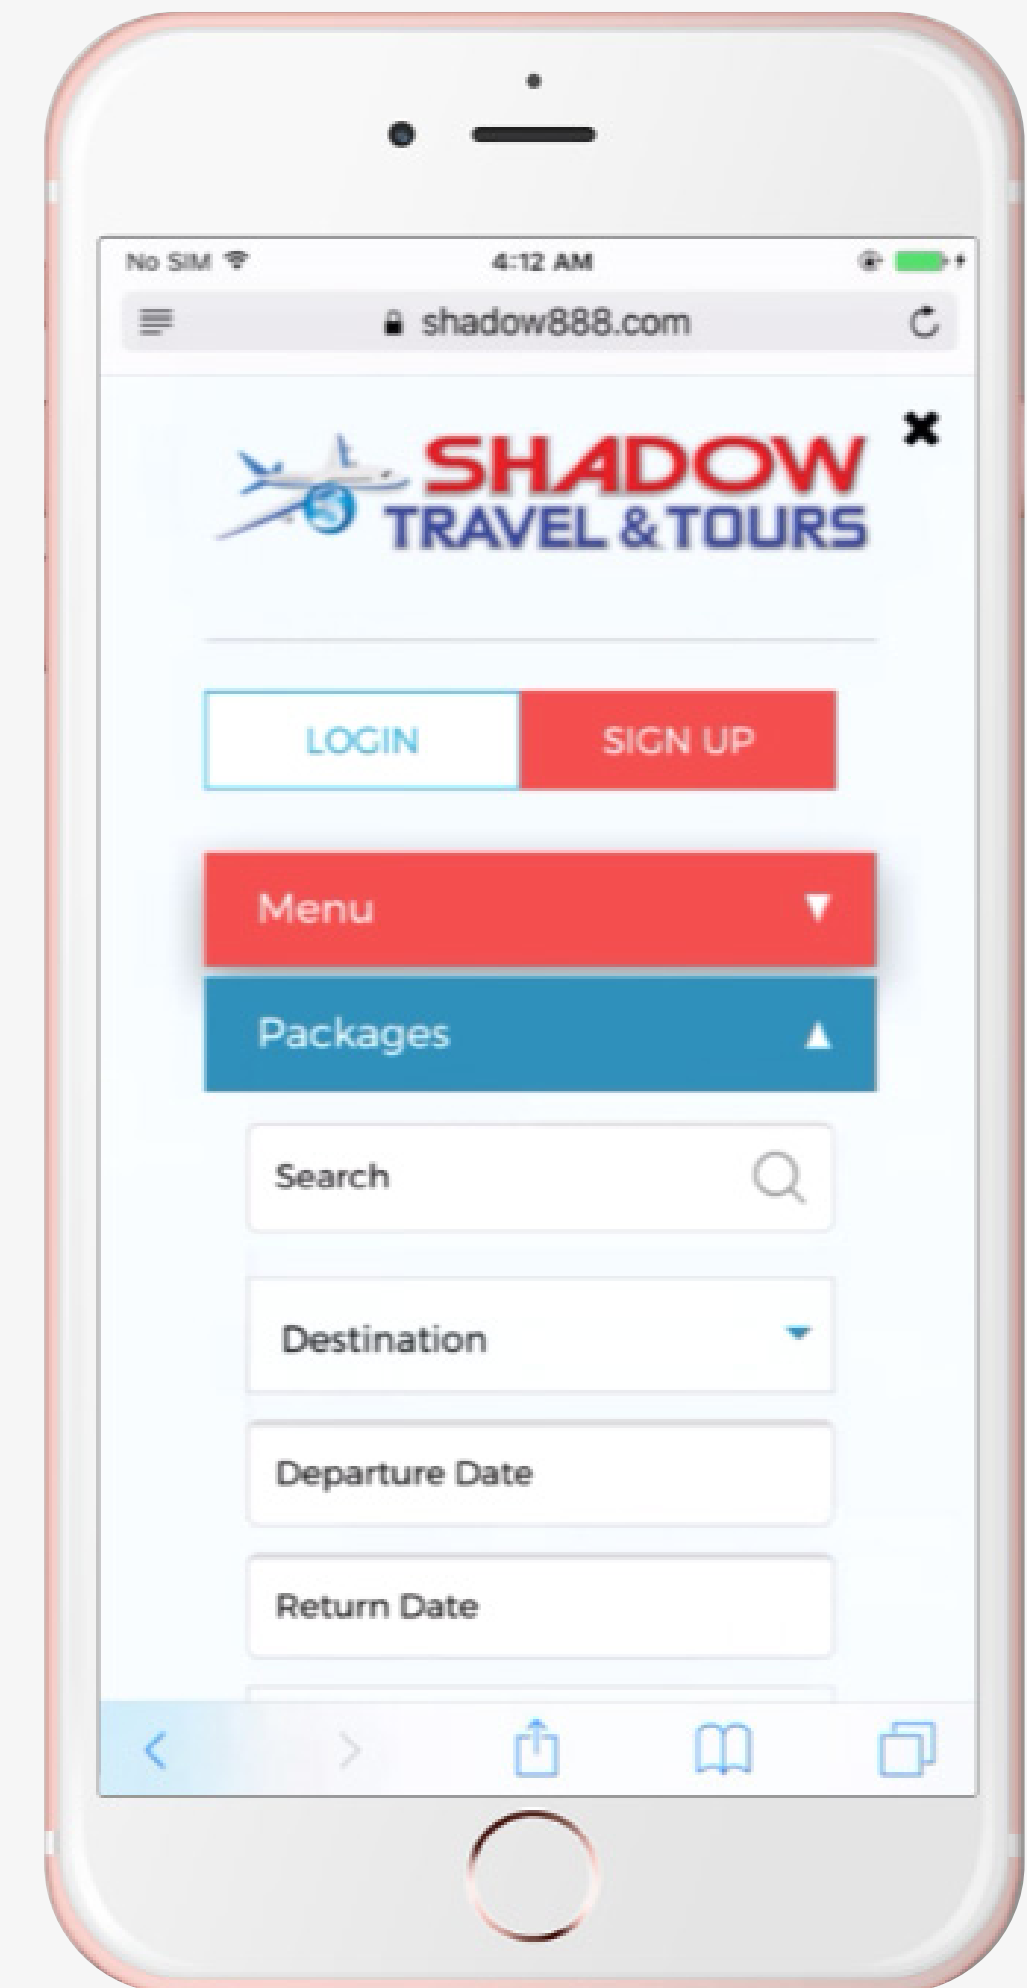 No SIM
4:12 AM
shadow888.com
SHADOW
TRAVEL & TOURS
LOGIN
SIGN UP
Menu
Packages
Search
Destination
Departure Date
Return Date